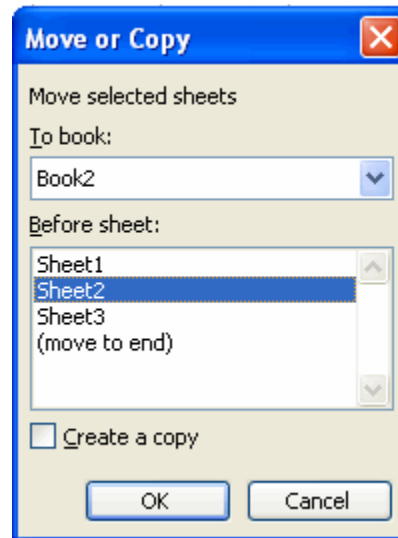 Move or Copy
Move selected sheets
To book:
Book2
Before sheet:
Sheet1
Sheet2
Sheet3
(move to end)
Create a copy
OK Cancel